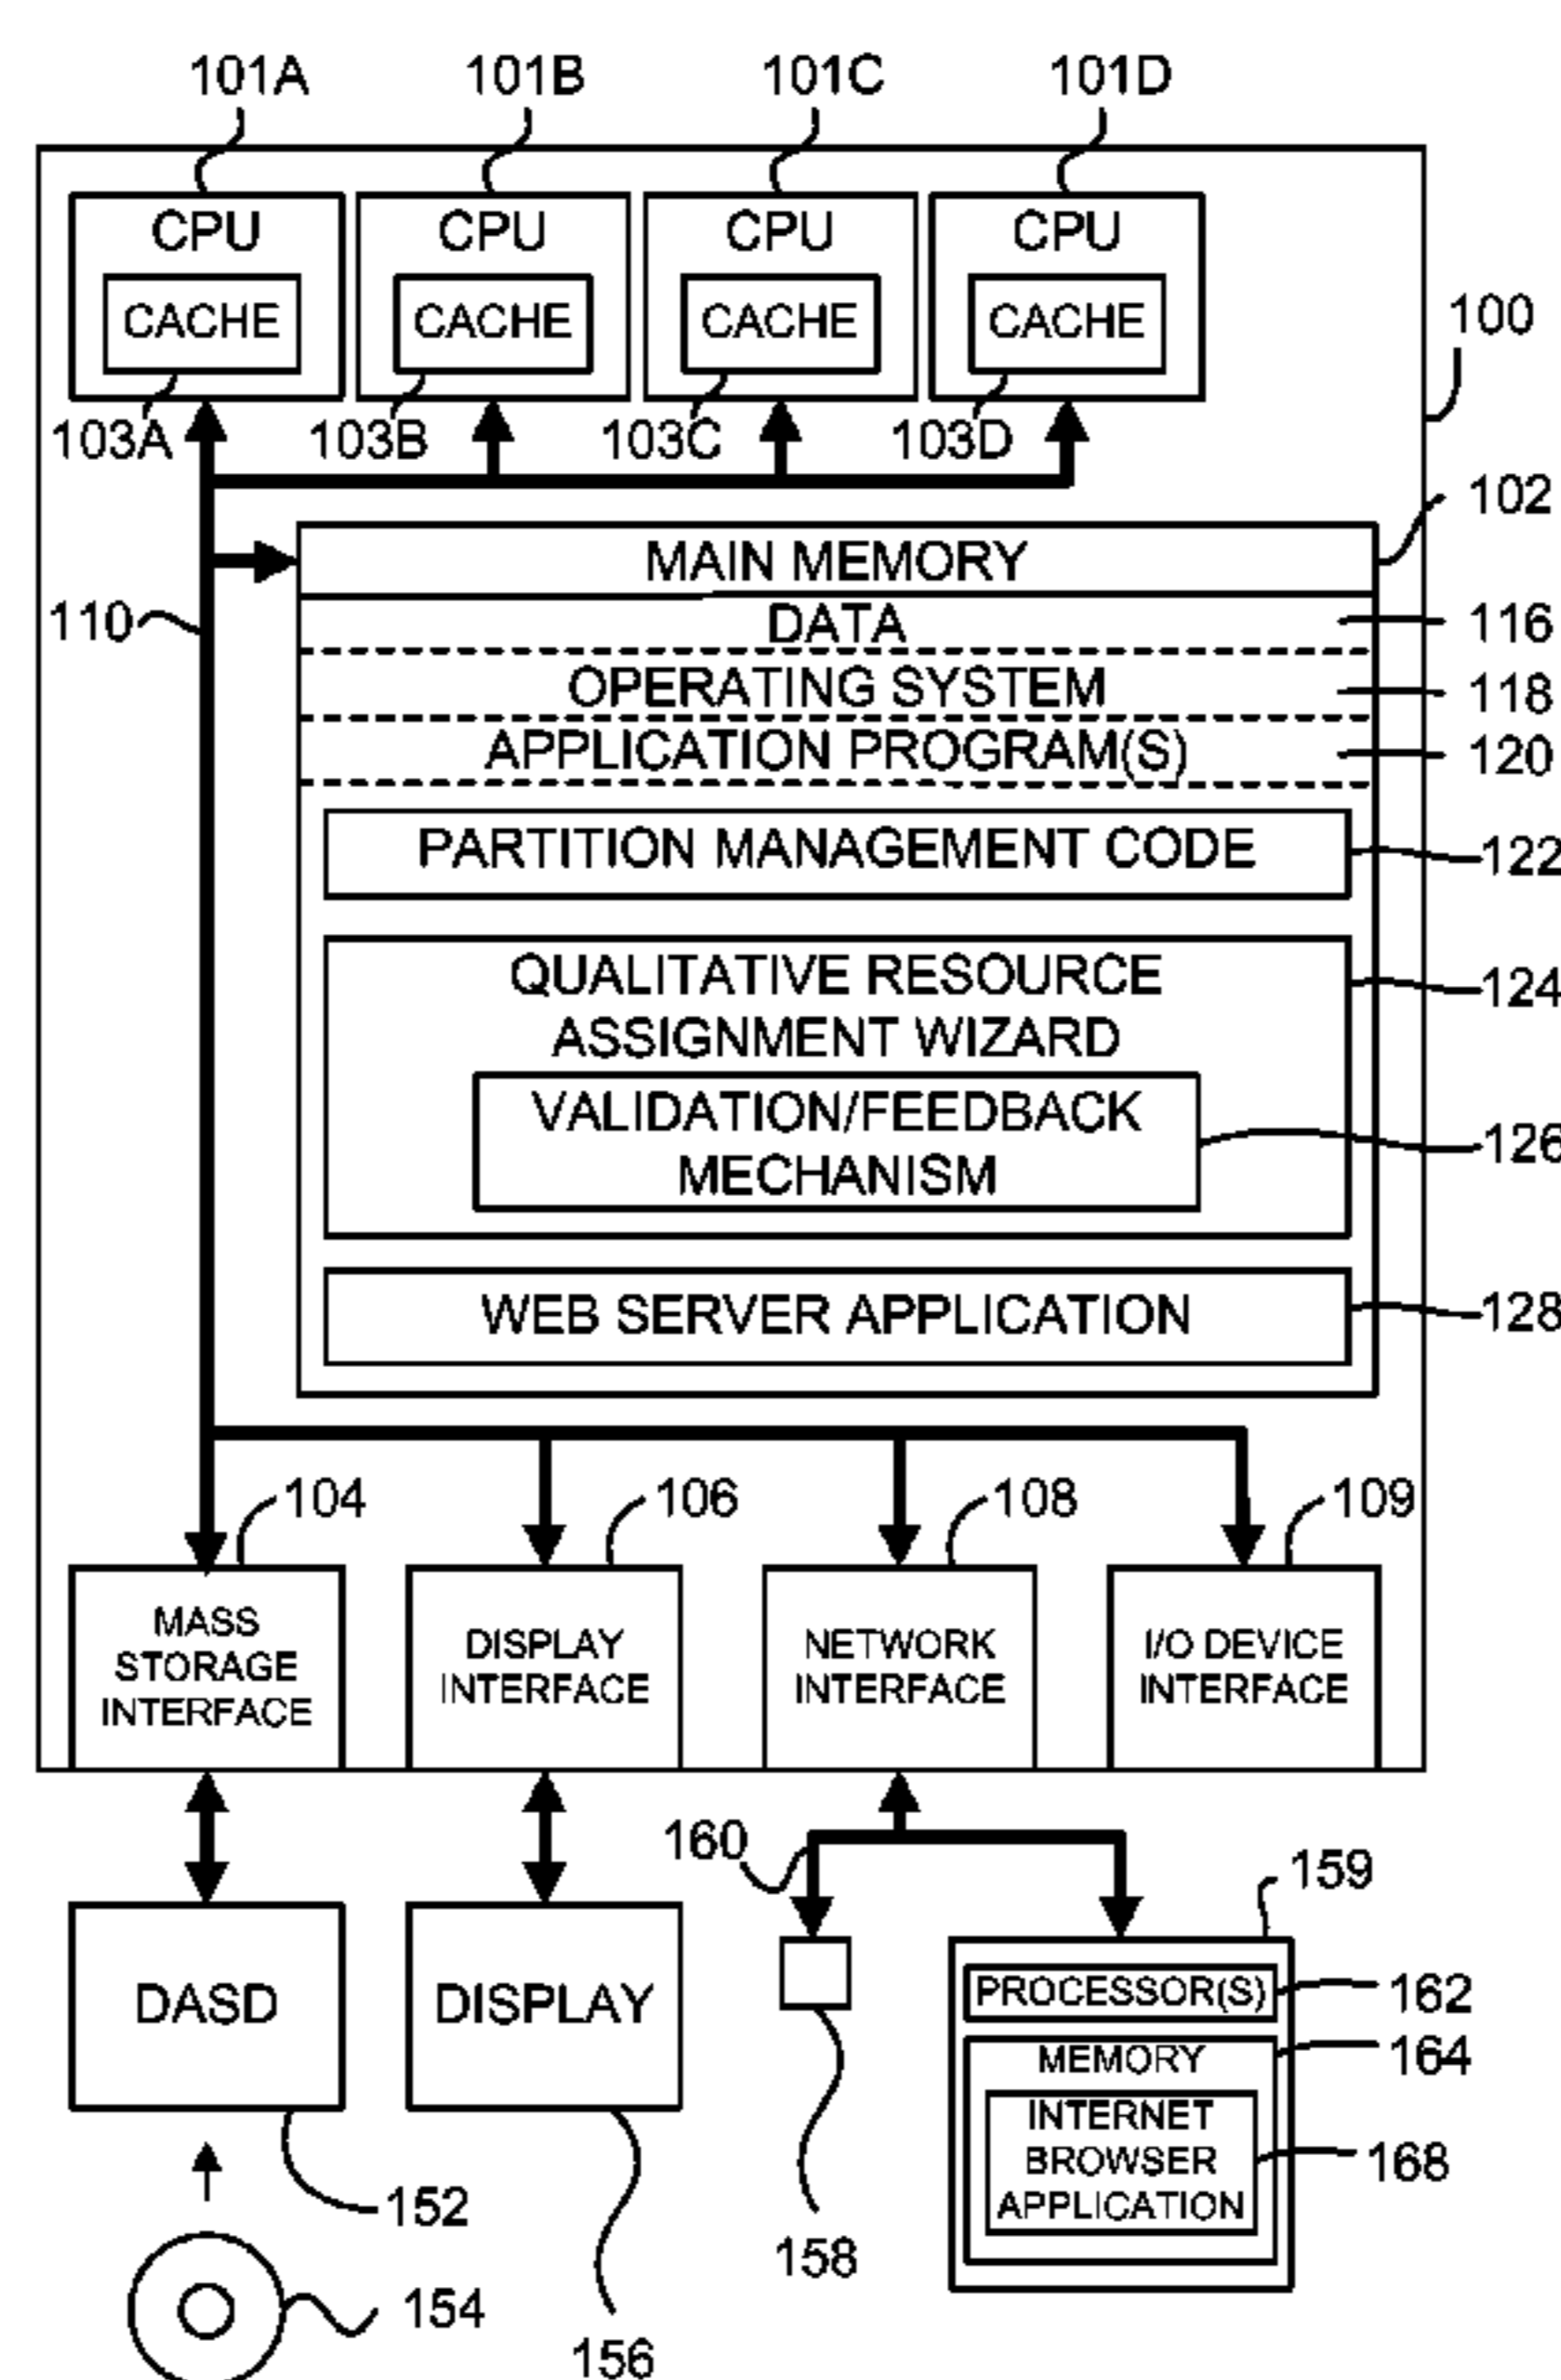 101A 101B 101C 101D
CPU CPU CPU CPU
CACHE CACHE CACHE CACHE
100
103A 103B 103C 103D
102
MAIN MEMORY
110
DATA 116
OPERATING SYSTEM 118
APPLICATION PROGRAM(S) 120
PARTITION MANAGEMENT CODE 122
QUALITATIVE RESOURCE 124
ASSIGNMENT WIZARD
VALIDATION/FEEDBACK 126
MECHANISM
WEB SERVER APPLICATION 128
104 106 108 109
MASS
STORAGE
INTERFACE
DISPLAY
INTERFACE
NETWORK
INTERFACE
I/O DEVICE
INTERFACE
160
159
DASD
DISPLAY
PROCESSOR(S) 162
MEMORY 164
INTERNET
BROWSER 168
APPLICATION
152
158
154
156